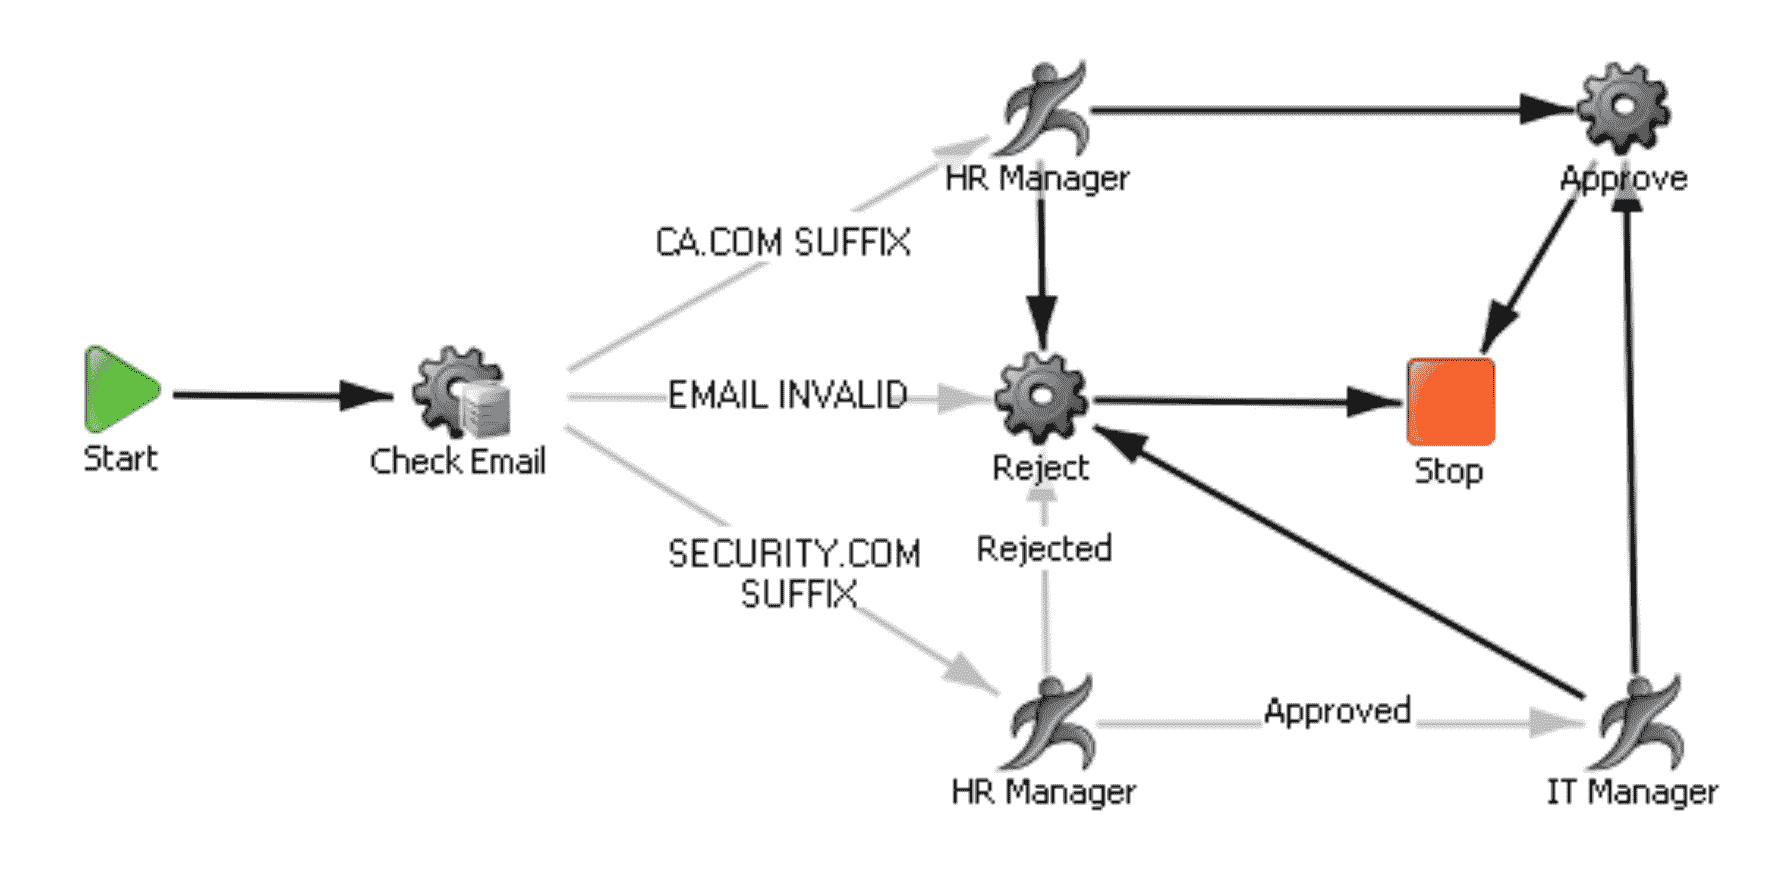 HR Manager
Approve
CA.COM SUFFIX
EMAIL INVALID
Start
Check Email
Reject
Stop
SECURITY.COM
SUFFIX
Rejected
Approved
HR Manager
IT Manager